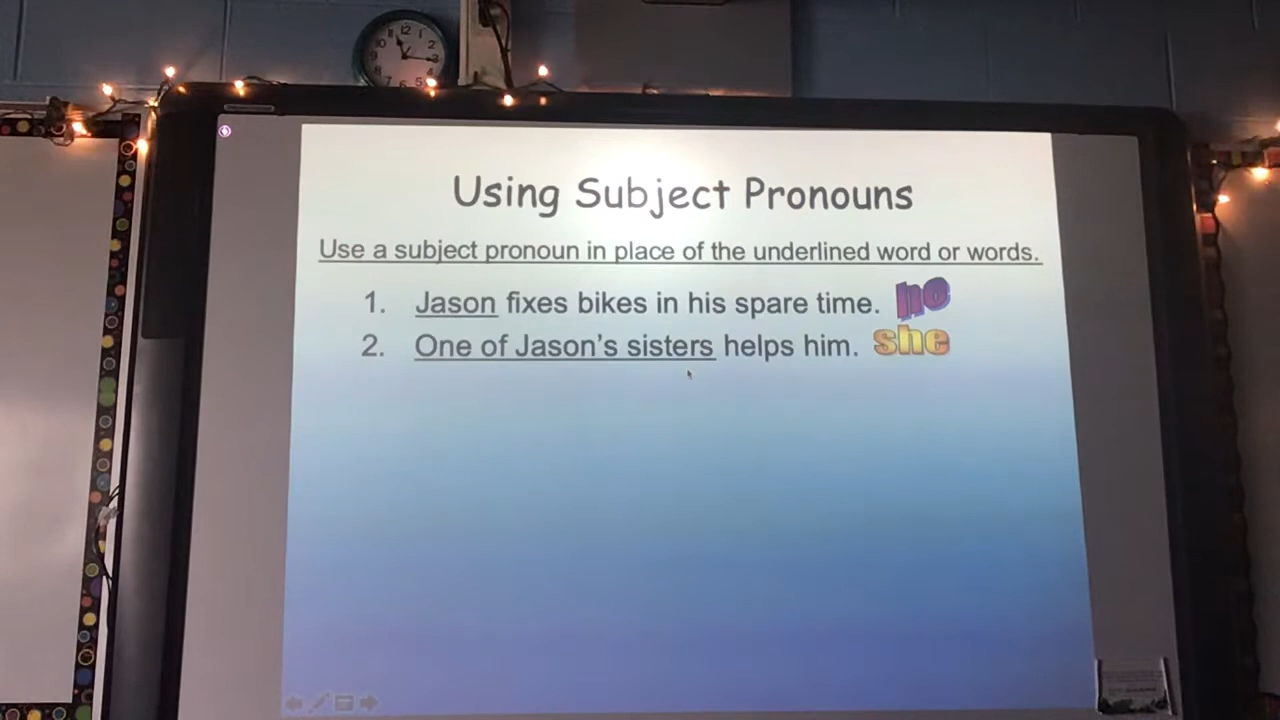 Using Subject Pronouns
Use a subject pronoun in place of the underlined word or words.
1. Jason fixes bikes in his spare time. he
2. One of Jason's sisters helps him. she